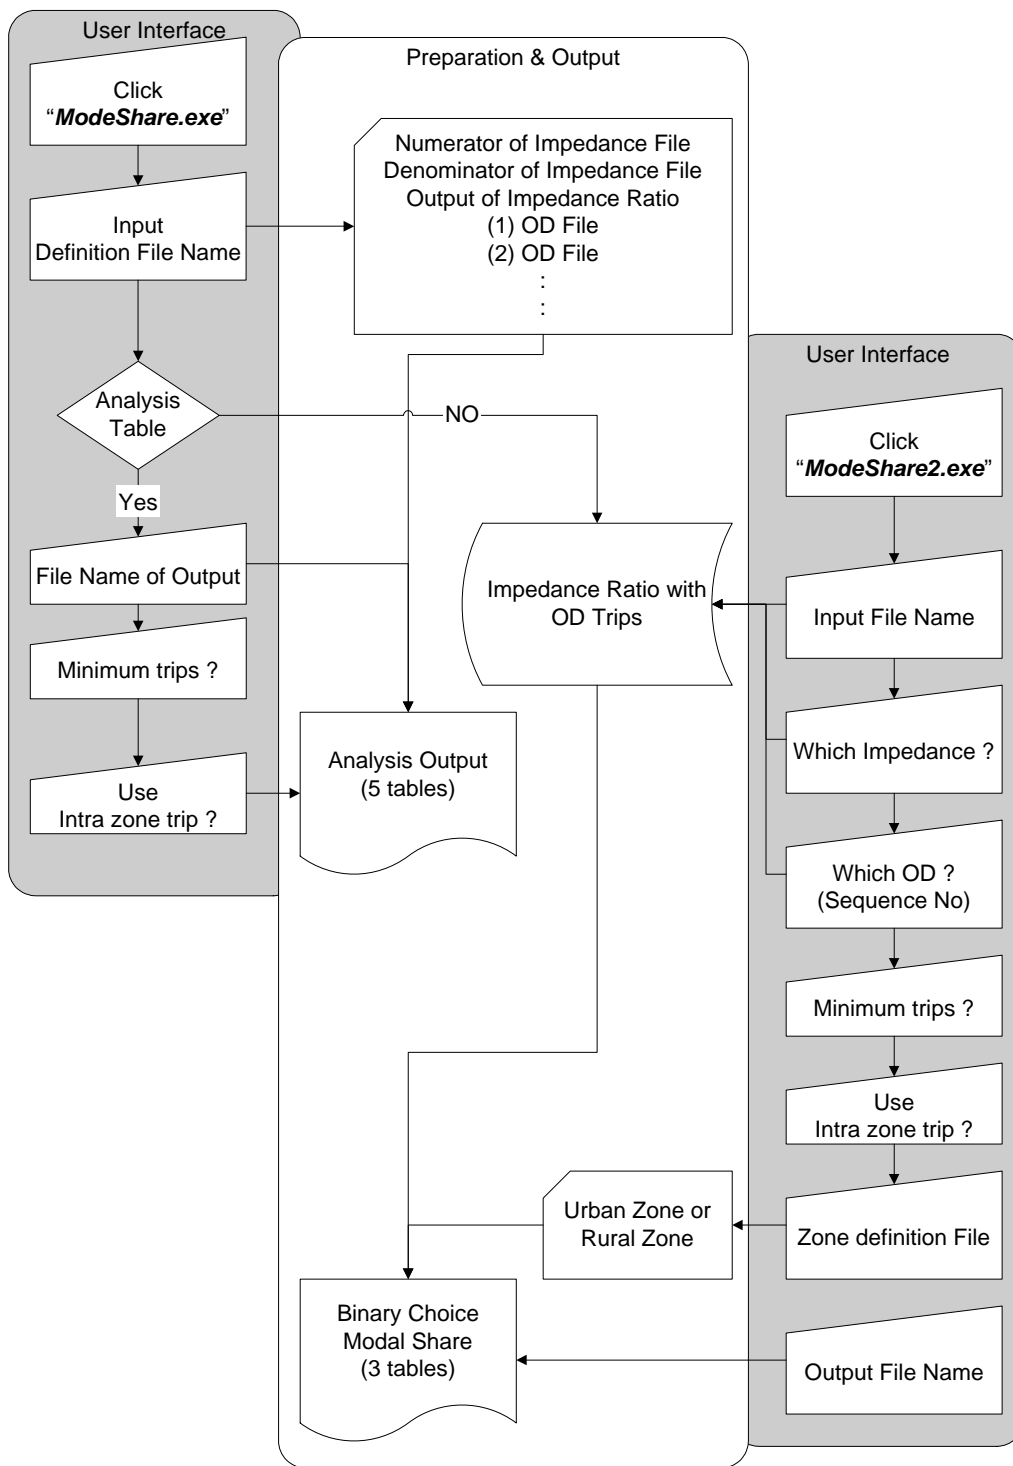 User Interface
Click
“ModeShare.exe”
Input
Definition File Name
Analysis
Table
Yes
File Name of Output
Minimum trips ?
Use
Intra zone trip ?
Preparation & Output
Numerator of Impedance File
Denominator of Impedance File
Output of Impedance Ratio
(1) OD File
(2) OD File
:
:
NO
Impedance Ratio with
OD Trips
Analysis Output
(5 tables)
Urban Zone or
Rural Zone
Binary Choice
Modal Share
(3 tables)
User Interface
Click
“ModeShare2.exe”
Input File Name
Which Impedance ?
Which OD ?
(Sequence No)
Minimum trips ?
Use
Intra zone trip ?
Zone definition File
Output File Name